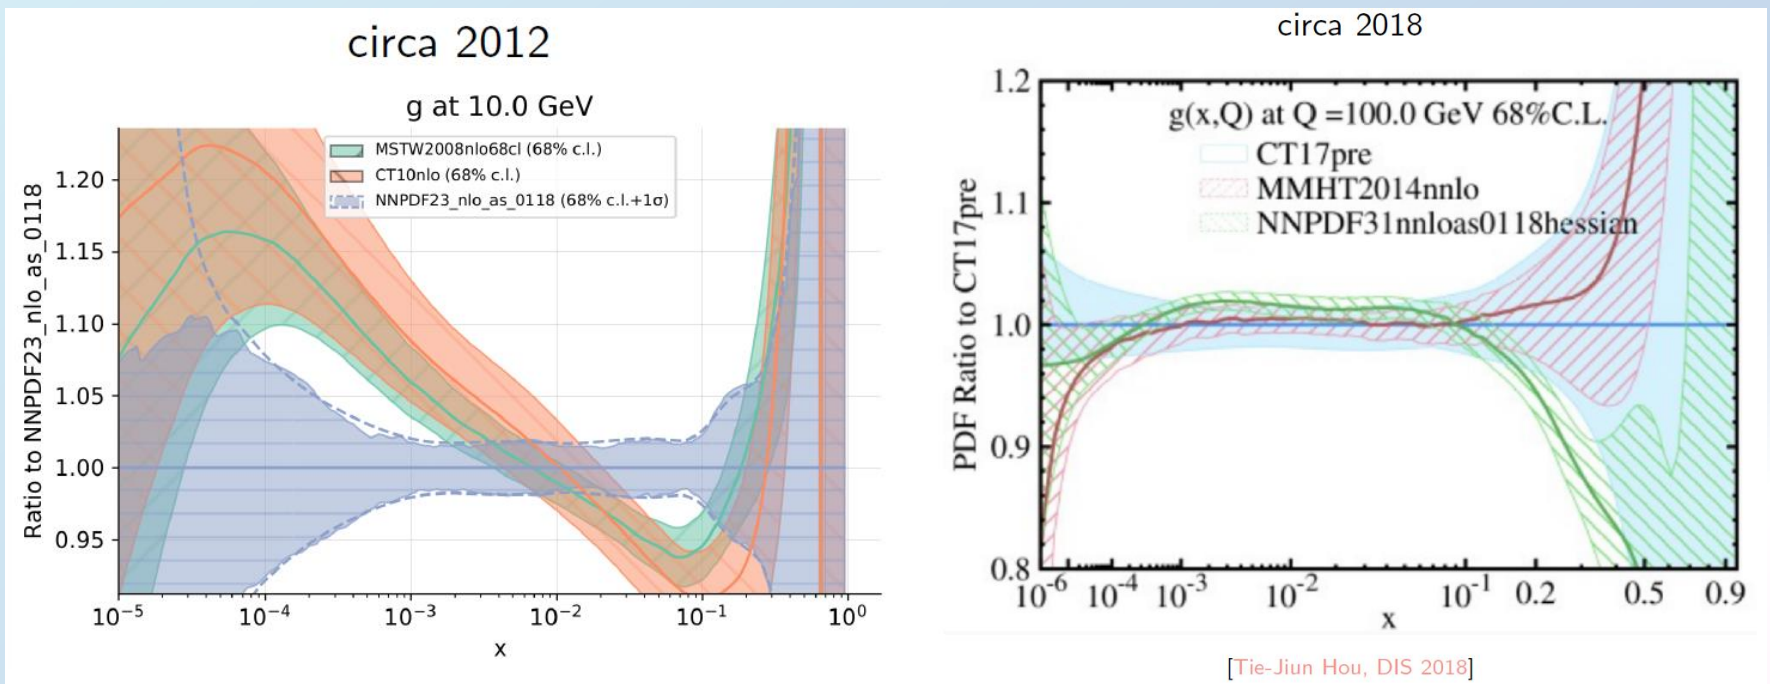 circa 2012
g at 10.0 GeV
MSTW2008nlo68cl (68% c.l.)
CT10nlo (68% c.l.)
NNPDF23_nlo_as_0118 (68% c.l.+1σ)
Ratio to NNPDF23_nlo_as_0118
1.20
1.15
1.10
1.05
1.00
0.95
10⁻⁵ 10⁻⁴ 10⁻³ 10⁻² 10⁻¹ 10⁰
x
circa 2018
g(x,Q) at Q =100.0 GeV 68%C.L.
CT17pre
MMHT2014nnlo
NNPDF31nnloas0118hessian
PDF Ratio to CT17pre
1.2
1.1
1.0
0.9
0.8
10⁻⁶ 10⁻⁴ 10⁻³ 10⁻² 10⁻¹ 0.2 0.5 0.9
x
[Tie-Jiun Hou, DIS 2018]